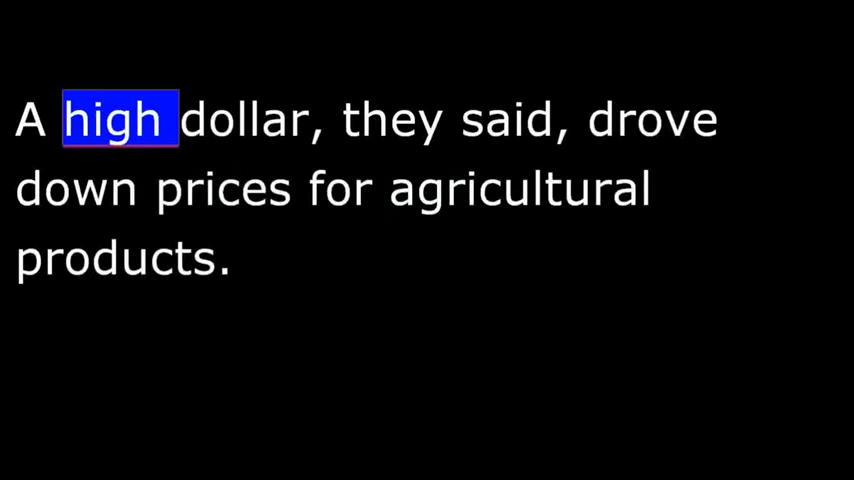 A high dollar, they said, drove
down prices for agricultural
products.